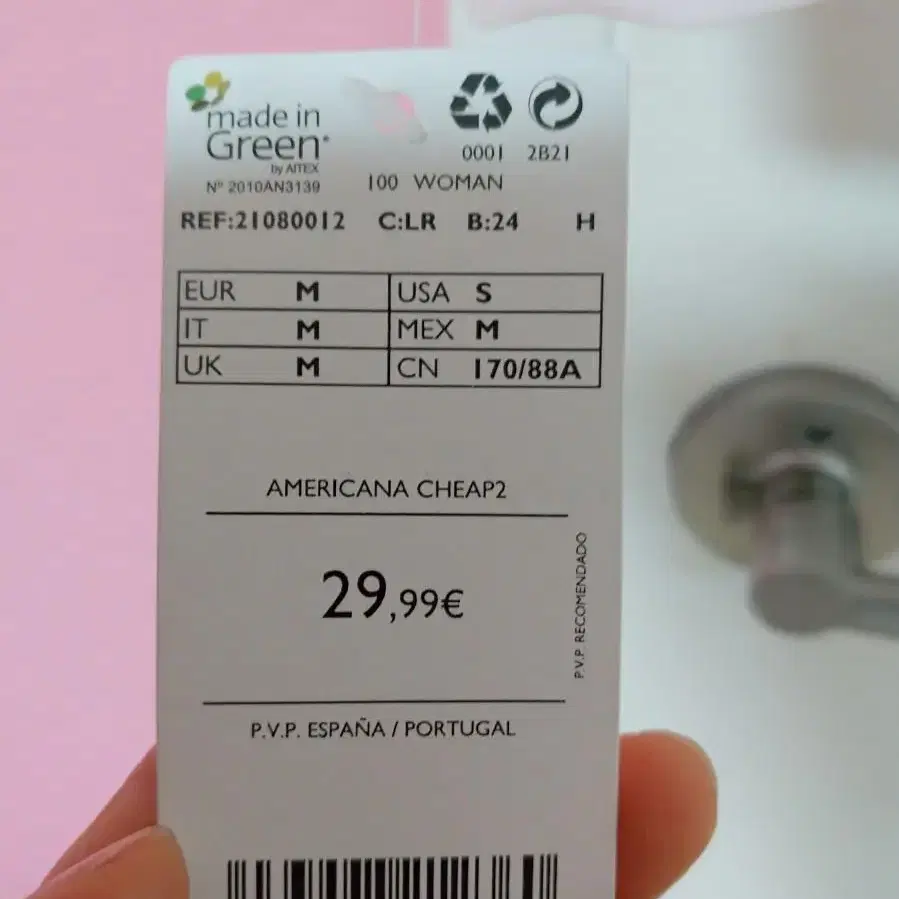 made in
Green
by AITEX
Nº 2010AN3139
0001 2B21
100 WOMAN
REF:21080012 C:LR B:24 H
EUR M USA S
IT M MEX M
UK M CN 170/88A
AMERICANA CHEAP2
29,99€
P.V.P. RECOMENDADO
P.V.P. ESPAÑA / PORTUGAL